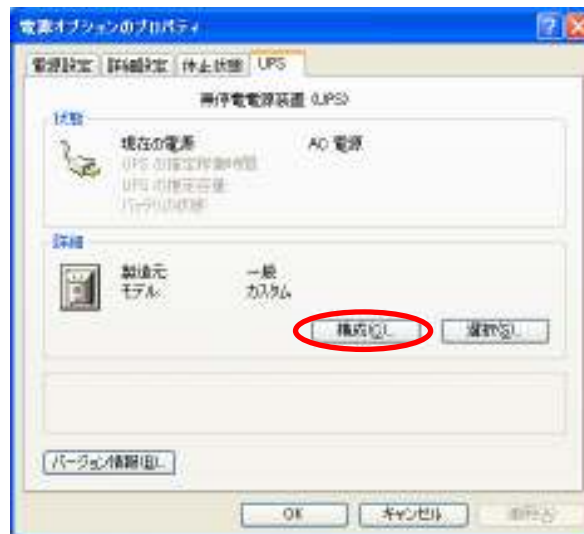 電源オプションのプロパティ
電源設定 詳細設定 休止状態 UPS
無停電電源装置 (UPS)
状態
現在の電源 AC 電源
UPS の推定稼働時間
UPS の推定容量
バッテリの状態
詳細
製造元 一般
モデル カスタム
構成(C)... 選択(S)...
バージョン情報(B)...
OK キャンセル 適用(A)